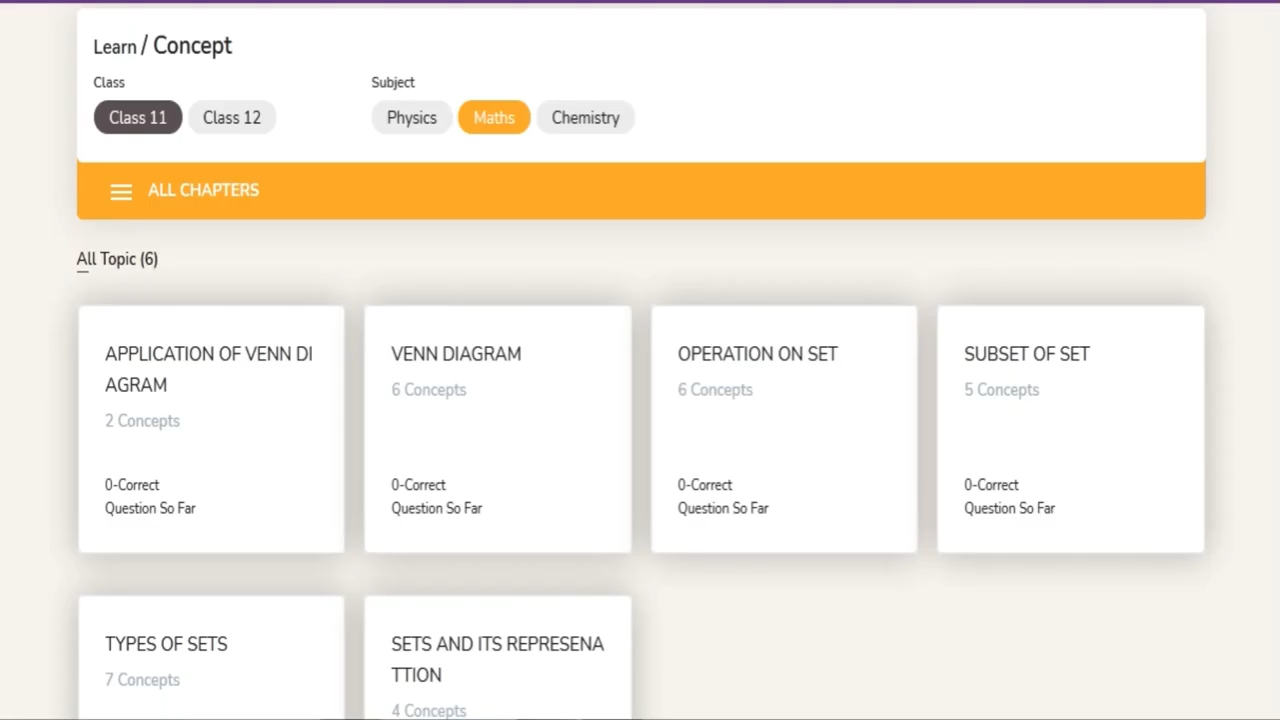 Learn / Concept
Class
Subject
Class 11
Class 12
Physics
Maths
Chemistry
ALL CHAPTERS
All Topic (6)
APPLICATION OF VENN DI
AGRAM
2 Concepts
0-Correct
Question So Far
VENN DIAGRAM
6 Concepts
0-Correct
Question So Far
OPERATION ON SET
6 Concepts
0-Correct
Question So Far
SUBSET OF SET
5 Concepts
0-Correct
Question So Far
TYPES OF SETS
7 Concepts
SETS AND ITS REPRESENA
TTION
4 Concepts